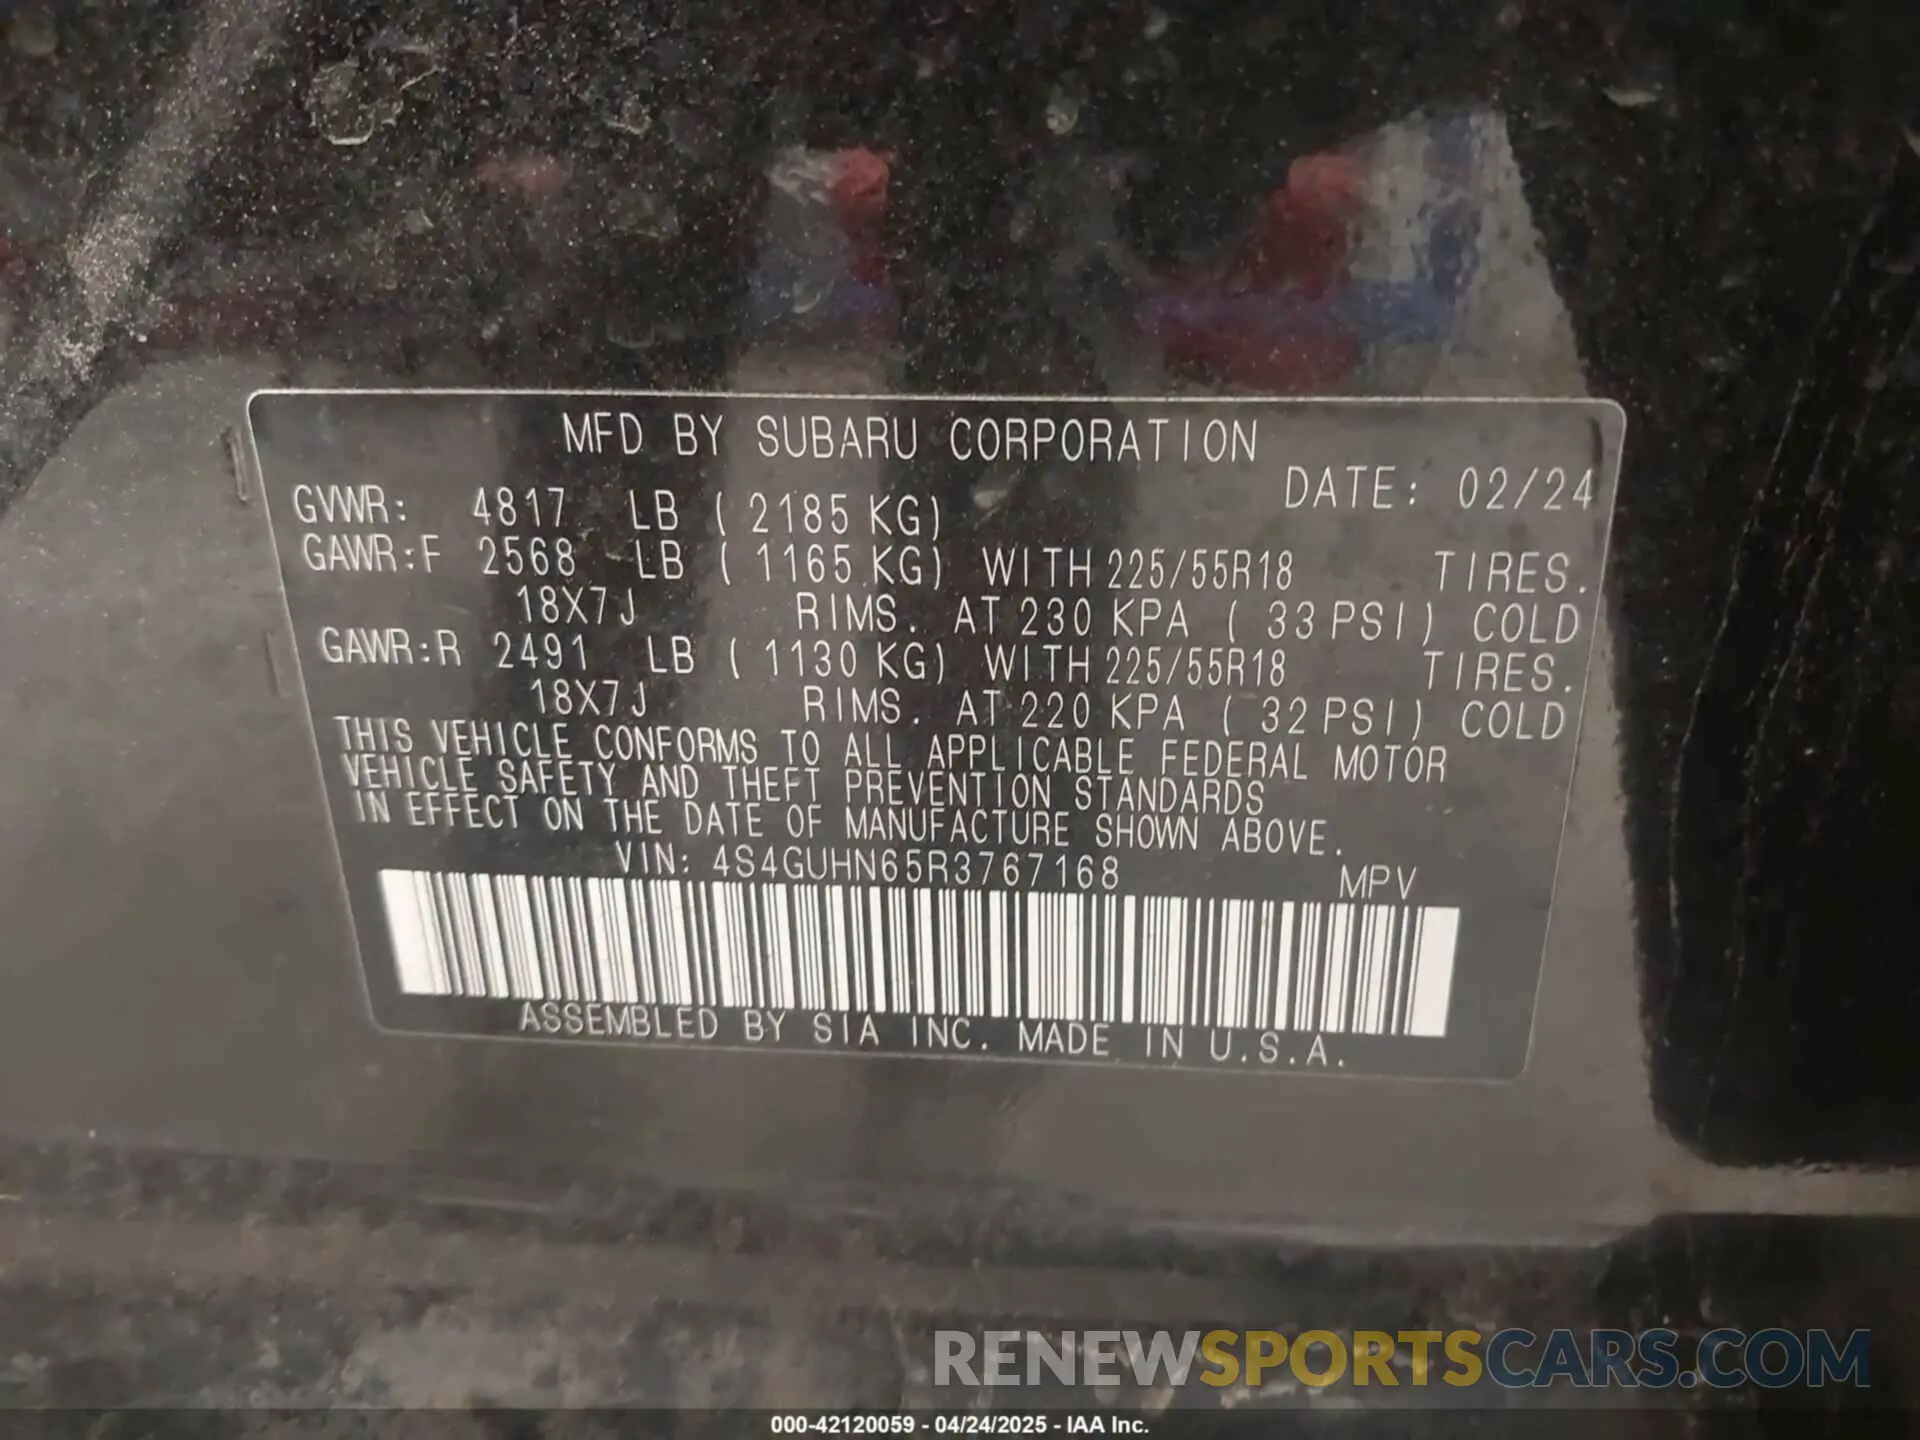 MFD BY SUBARU CORPORATION
DATE: 02/24
GVWR: 4817 LB ( 2185 KG)
GAWR:F 2568 LB ( 1165 KG) WITH 225/55R18 TIRES.
18X7J RIMS. AT 230 KPA ( 33 PSI) COLD
GAWR:R 2491 LB ( 1130 KG) WITH 225/55R18 TIRES.
18X7J RIMS. AT 220 KPA ( 32 PSI) COLD
THIS VEHICLE CONFORMS TO ALL APPLICABLE FEDERAL MOTOR
VEHICLE SAFETY AND THEFT PREVENTION STANDARDS
IN EFFECT ON THE DATE OF MANUFACTURE SHOWN ABOVE.
VIN: 4S4GUHN65R3767168 MPV
ASSEMBLED BY SIA INC. MADE IN U.S.A.
RENEWSPORTSCARS.COM
000-42120059 - 04/24/2025 - IAA Inc.